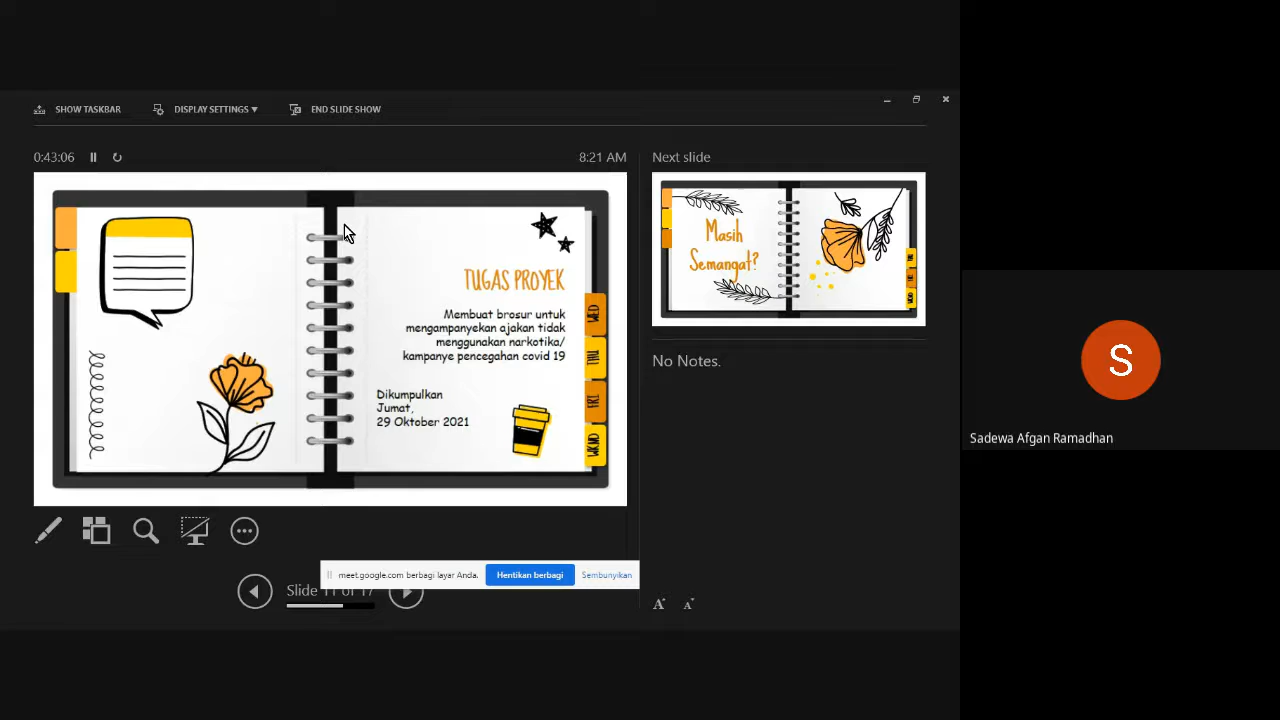 SHOW TASKBAR
DISPLAY SETTINGS
END SLIDE SHOW
0:43:06
8:21 AM
TUGAS PROYEK
Membuat brosur untuk
mengampanyekan ajakan tidak
menggunakan narkotika/
kampanye pencegahan covid 19
Dikumpulkan
Jumat,
29 Oktober 2021
WED
THU
FRI
WKND
Next slide
Masih
Semangat?
No Notes.
meet.google.com berbagi layar Anda.
Hentikan berbagi
Sembunyikan
Slide 11 of 17
A
A
S
Sadewa Afgan Ramadhan